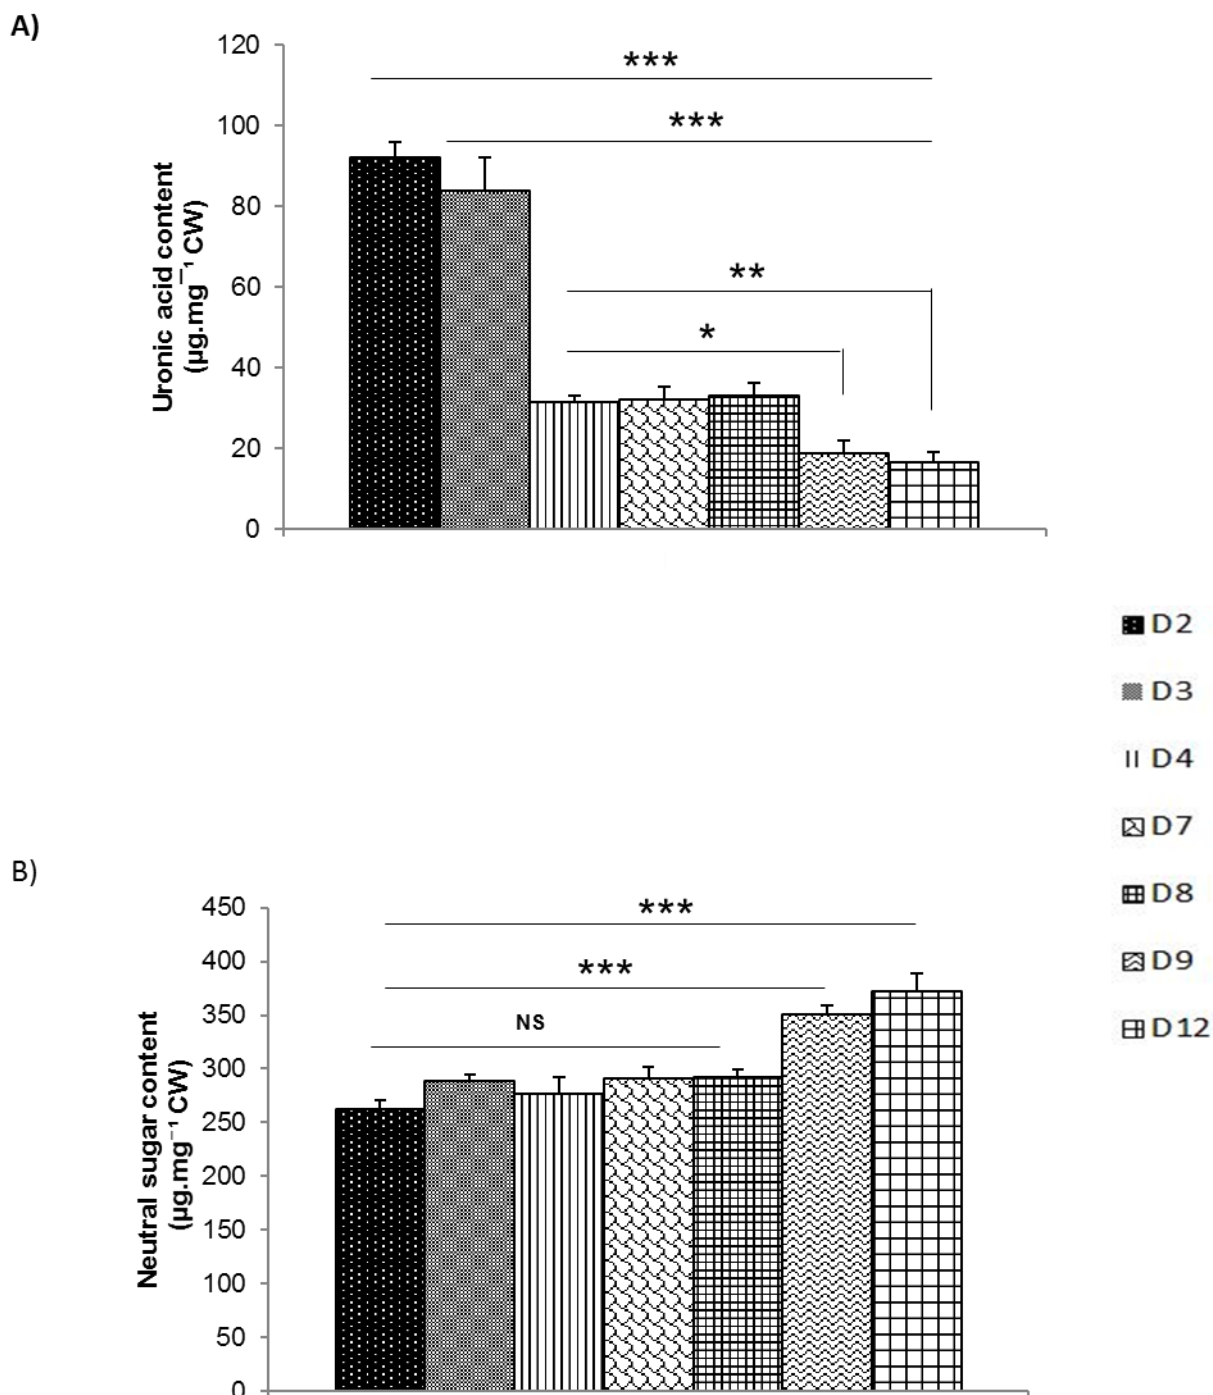 A)
120
100
80
60
40
20
0
Uronic acid content
(µg.mg⁻¹ CW)
***
***
**
*
D2
D3
D4
D7
D8
D9
D12
B)
450
400
350
300
250
200
150
100
50
0
Neutral sugar content
(µg.mg⁻¹ CW)
***
***
NS